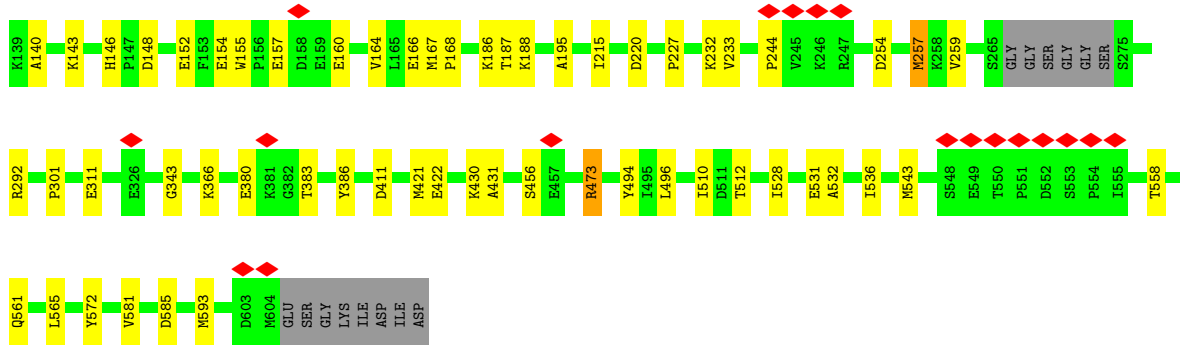 K139 A140 K143 H146 P147 D148 E152 F153 E154 W155 P156 E157 D158 E159 E160 V164 L165 E166 M167 P168 K186 T187 K188 A195 I215 D220 P227 K232 V233 P244 V245 K246 R247 D254 M257 K258 V259 S265 GLY GLY SER GLY GLY SER S275
R292 P301 E311 E326 G343 K366 E380 K381 G382 T383 Y386 D411 M421 E422 K430 A431 S456 E457 R473 Y494 I495 L496 I510 D511 T512 I528 E531 A532 I536 M543 S548 E549 T550 P551 D552 S553 P554 I555 T558
Q561 L565 Y572 V581 D585 M593 D603 M604 GLU SER GLY LYS ILE ASP ILE ASP